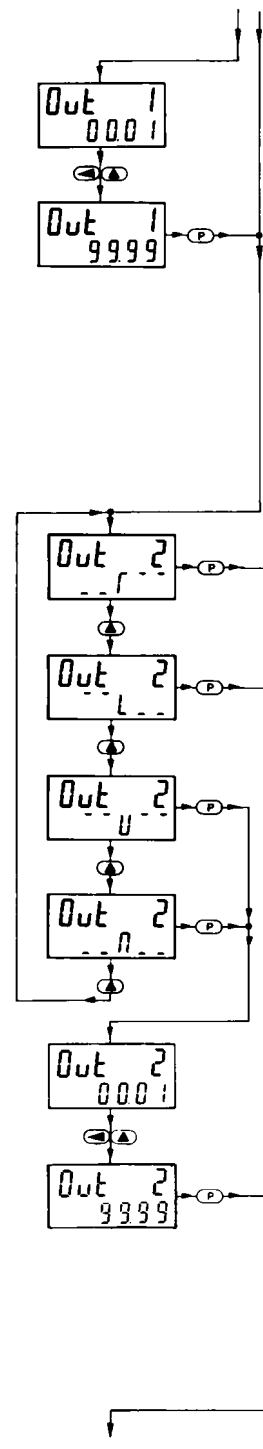 Out 1
00.01
Out 1
99.99
P
Out 2
_ _ Γ ‾ ‾
P
Out 2
‾ ‾ L _ _
P
Out 2
‾ ‾ U ‾ ‾
P
Out 2
_ _ Π _ _
P
Out 2
00.01
Out 2
99.99
P